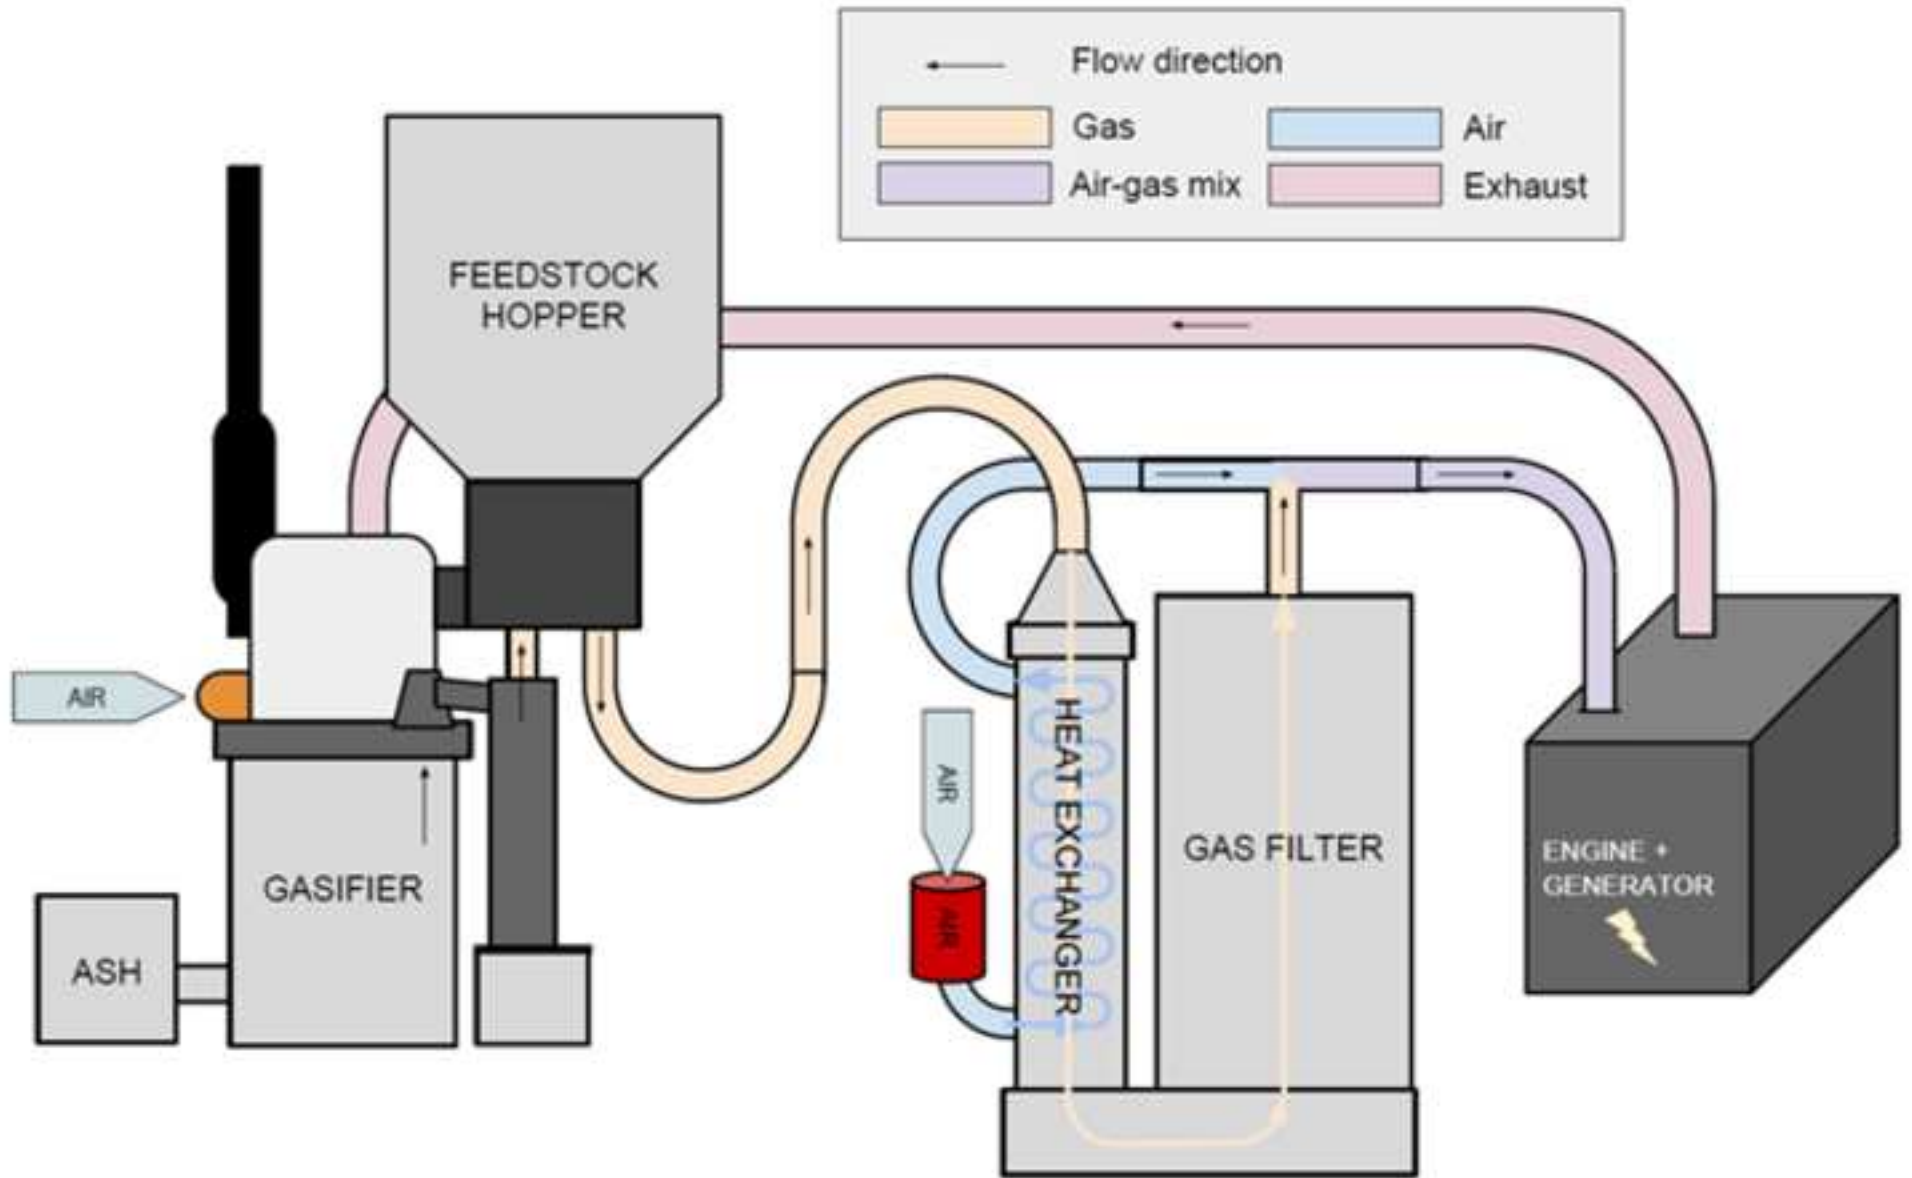 Flow direction
Gas
Air
Air-gas mix
Exhaust
FEEDSTOCK
HOPPER
AIR
AIR
AIR
HEAT EXCHANGER
GAS FILTER
ENGINE +
GENERATOR
GASIFIER
ASH